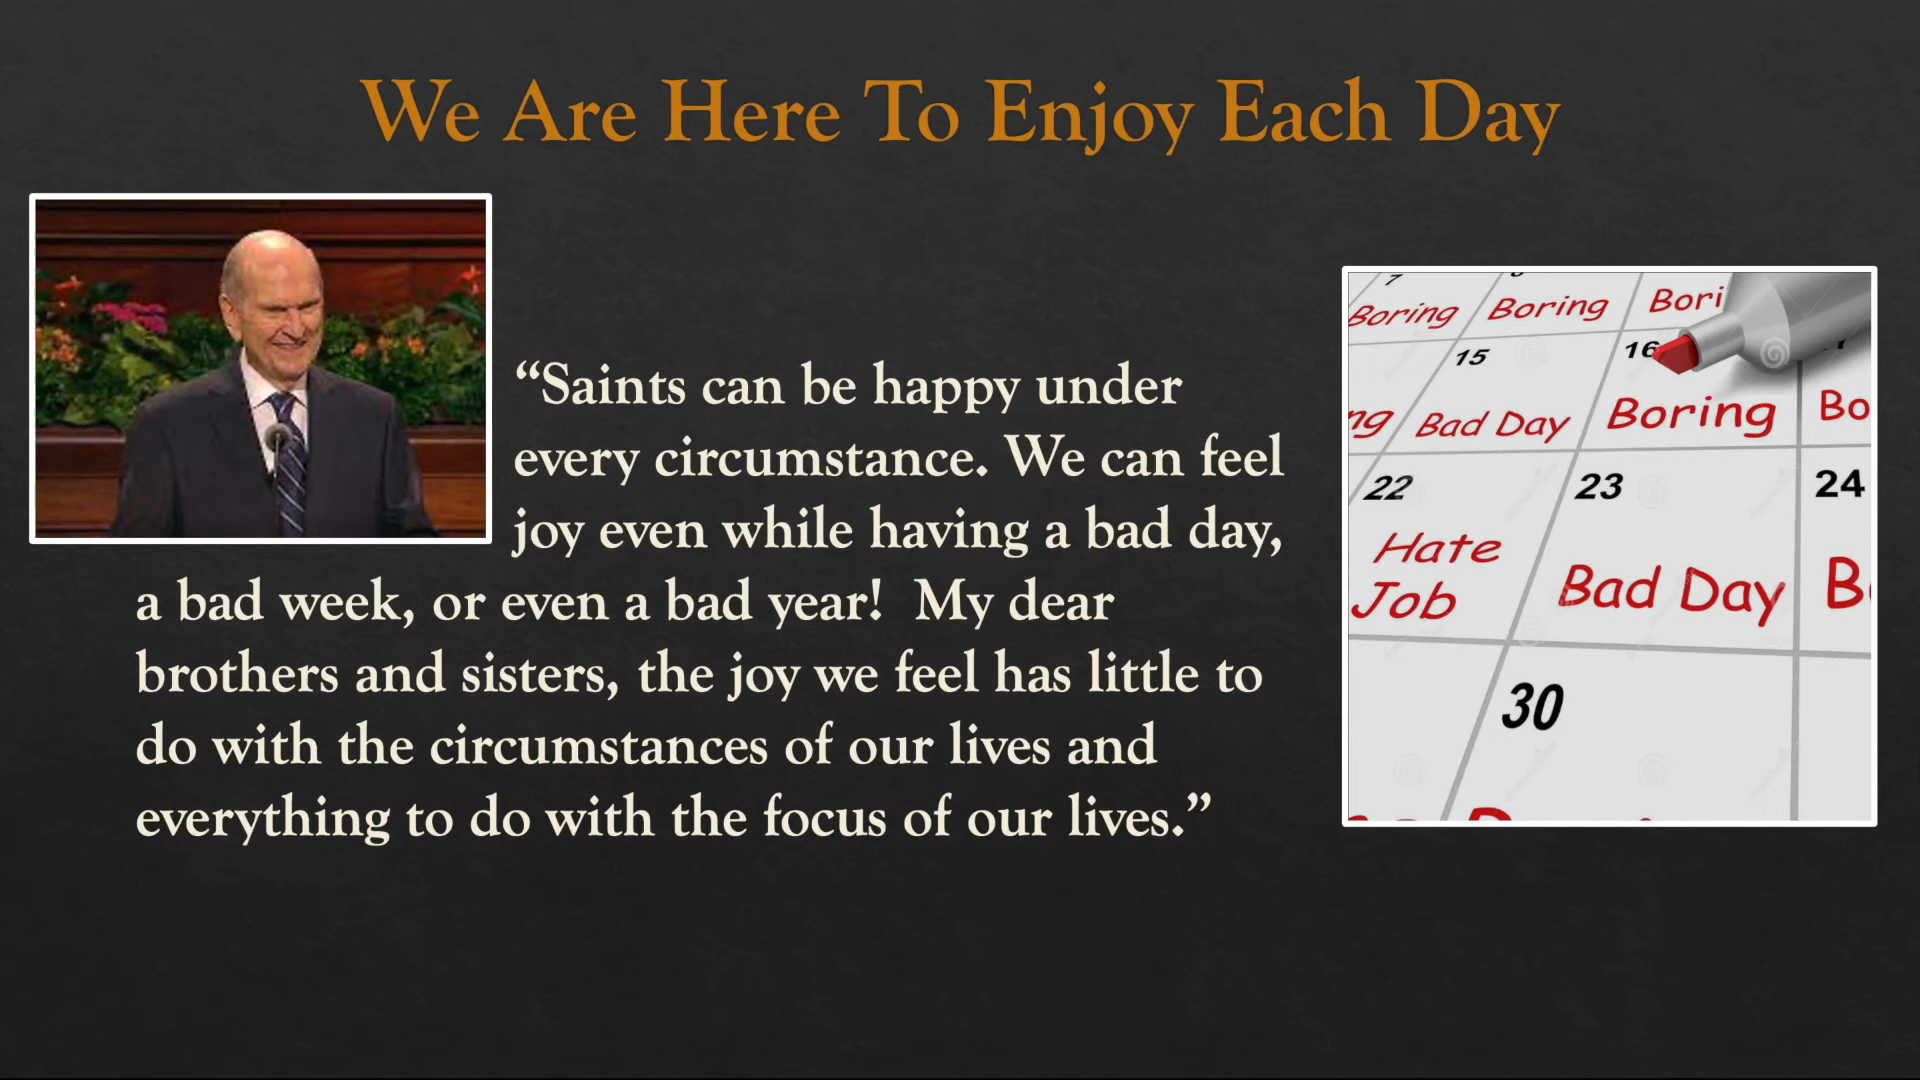 We Are Here To Enjoy Each Day
“Saints can be happy under
every circumstance. We can feel
joy even while having a bad day,
a bad week, or even a bad year!  My dear
brothers and sisters, the joy we feel has little to
do with the circumstances of our lives and
everything to do with the focus of our lives.”
7
Boring Boring Bori
15 16
ng Bad Day Boring Bo
22 23 24
Hate
Job Bad Day B
30